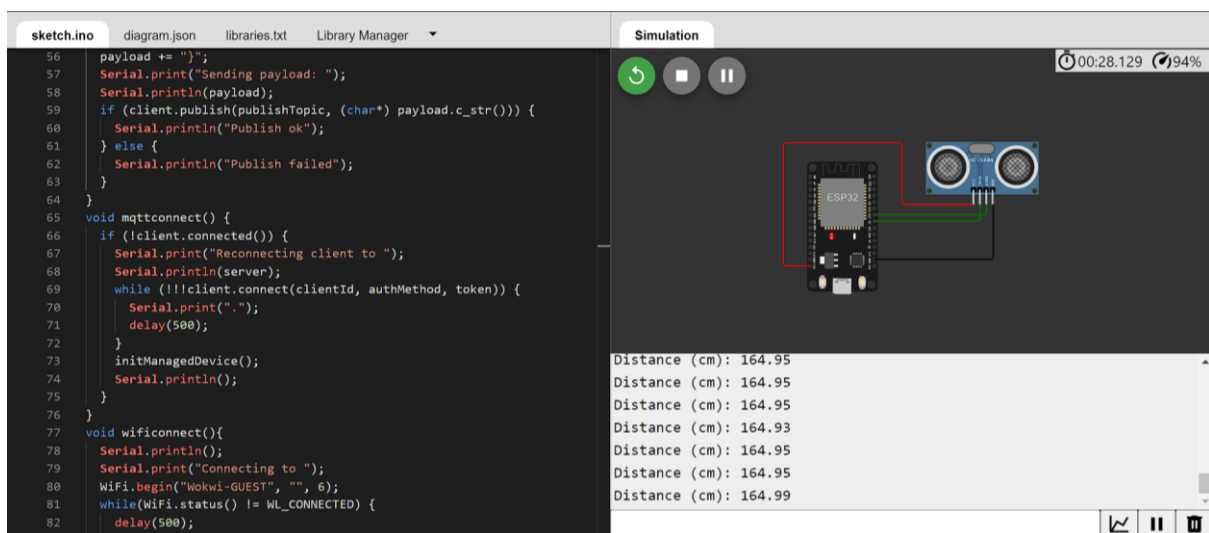 sketch.ino diagram.json libraries.txt Library Manager
56 payload += "}";
57 Serial.print("Sending payload: ");
58 Serial.println(payload);
59 if (client.publish(publishTopic, (char*) payload.c_str())) {
60 Serial.println("Publish ok");
61 } else {
62 Serial.println("Publish failed");
63 }
64 }
65 void mqttconnect() {
66 if (!client.connected()) {
67 Serial.print("Reconnecting client to ");
68 Serial.println(server);
69 while (!!!client.connect(clientId, authMethod, token)) {
70 Serial.print(".");
71 delay(500);
72 }
73 initManagedDevice();
74 Serial.println();
75 }
76 }
77 void wificonnect(){
78 Serial.println();
79 Serial.print("Connecting to ");
80 WiFi.begin("Wokwi-GUEST", "", 6);
81 while(WiFi.status() != WL_CONNECTED) {
82 delay(500);
Simulation
00:28.129 94%
ESP32
Distance (cm): 164.95
Distance (cm): 164.95
Distance (cm): 164.95
Distance (cm): 164.93
Distance (cm): 164.95
Distance (cm): 164.95
Distance (cm): 164.99